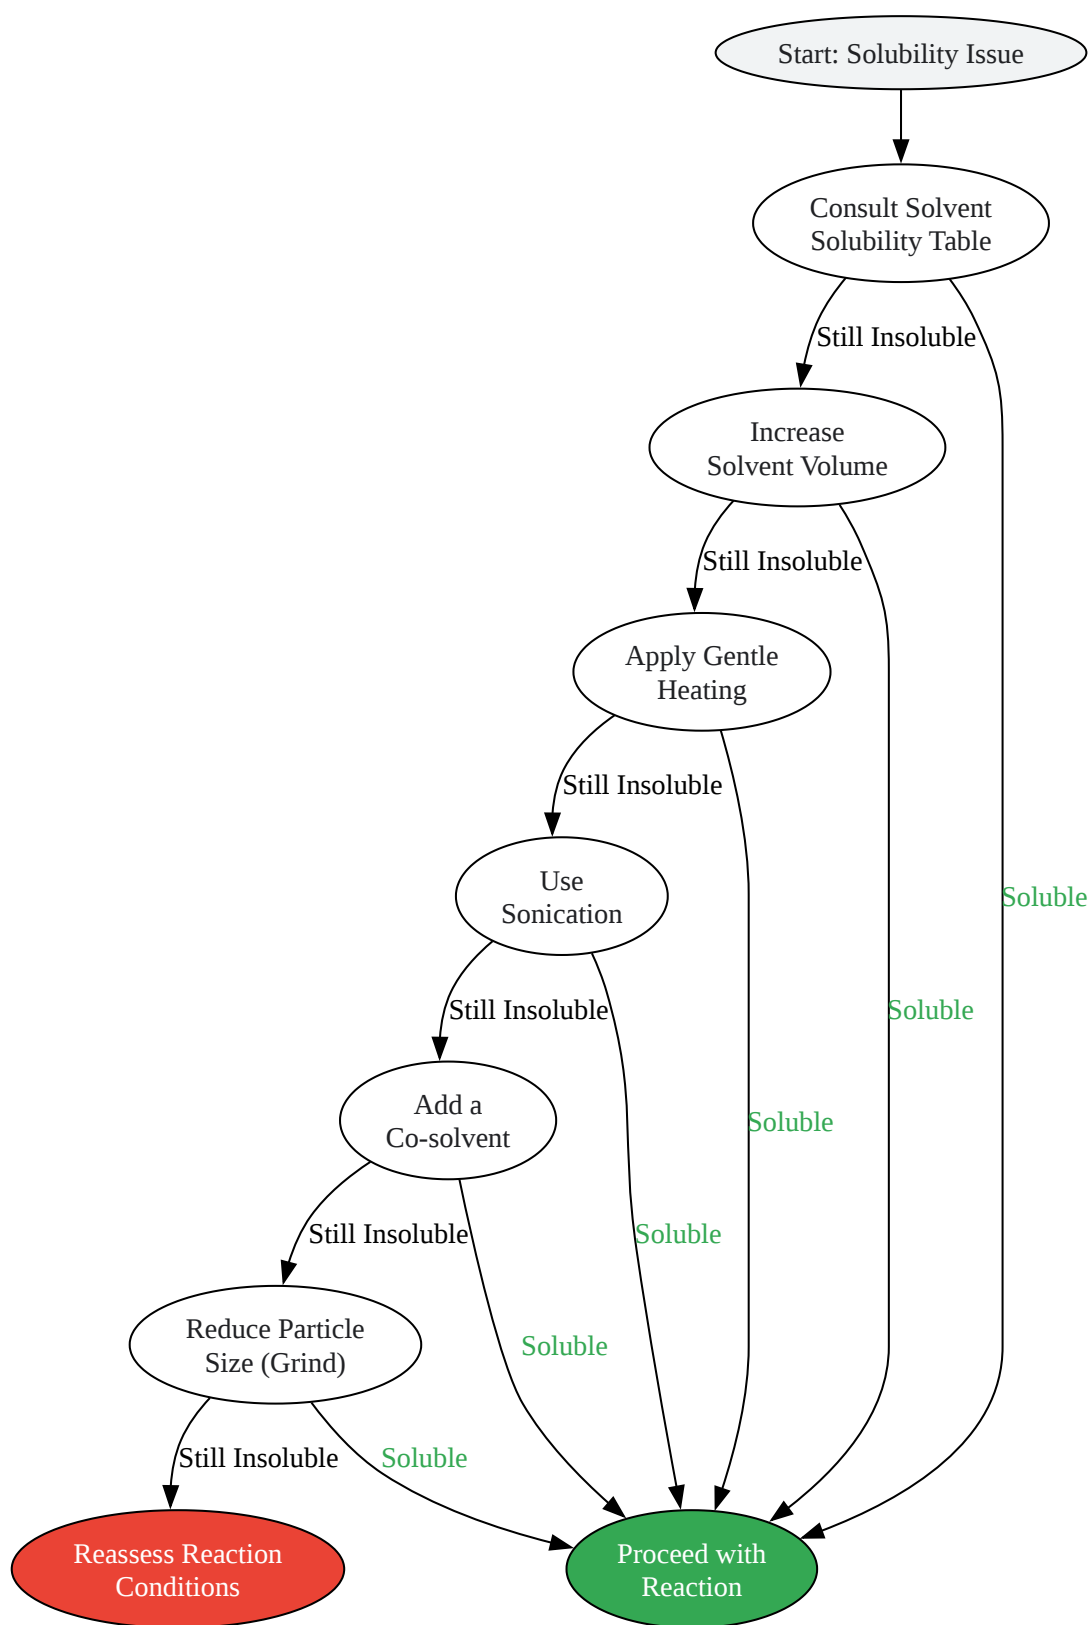 Start: Solubility Issue
Consult Solvent
Solubility Table
Still Insoluble
Increase
Solvent Volume
Still Insoluble
Apply Gentle
Heating
Still Insoluble
Use
Sonication
Soluble
Still Insoluble
Soluble
Add a
Co-solvent
Soluble
Still Insoluble
Soluble
Reduce Particle
Size (Grind)
Soluble
Still Insoluble
Soluble
Reassess Reaction
Conditions
Proceed with
Reaction